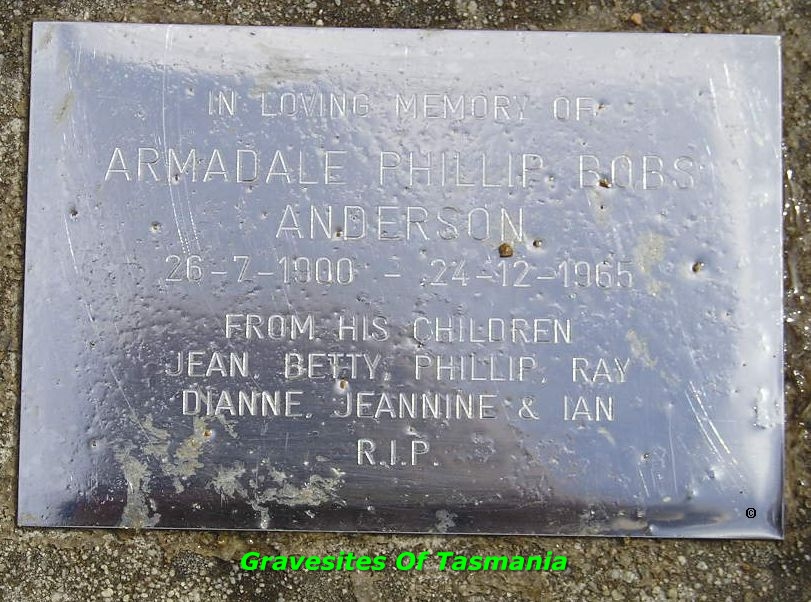 IN LOVING MEMORY OF
ARMADALE PHILLIP BOBS
ANDERSON
26-7-1900 - 24-12-1965
FROM HIS CHILDREN
JEAN, BETTY, PHILLIP, RAY
DIANNE, JEANNINE & IAN
R.I.P.
©
Gravesites Of Tasmania